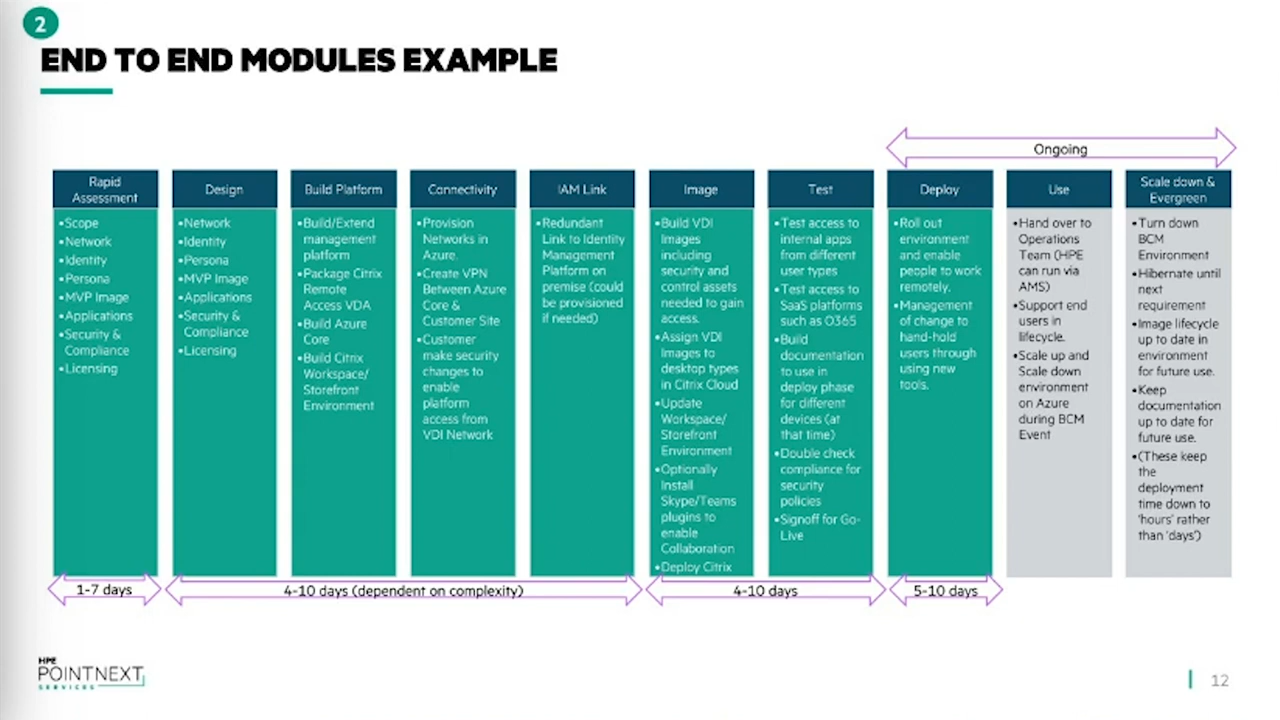 2
END TO END MODULES EXAMPLE
Ongoing
Rapid
Assessment
•Scope
•Network
•Identity
•Persona
•MVP Image
•Applications
•Security &
Compliance
•Licensing
Design
•Network
•Identity
•Persona
•MVP Image
•Applications
•Security &
Compliance
•Licensing
Build Platform
•Build/Extend
management
platform
•Package Citrix
Remote
Access VDA
•Build Azure
Core
•Build Citrix
Workspace/
Storefront
Environment
Connectivity
•Provision
Networks in
Azure.
•Create VPN
Between Azure
Core &
Customer Site
•Customer
make security
changes to
enable
platform
access from
VDI Network
IAM Link
•Redundant
Link to Identity
Management
Platform on
premise (could
be provisioned
if needed)
Image
•Build VDI
Images
including
security and
control assets
needed to gain
access.
•Assign VDI
Images to
desktop types
in Citrix Cloud
•Update
Workspace/
Storefront
Environment
•Optionally
Install
Skype/Teams
plugins to
enable
Collaboration
•Deploy Citrix
Test
•Test access to
internal apps
from different
user types
•Test access to
SaaS platforms
such as O365
•Build
documentation
to use in
deploy phase
for different
devices (at
that time)
•Double check
compliance for
security
policies
•Signoff for Go-
Live
Deploy
•Roll out
environment
and enable
people to work
remotely.
•Management
of change to
hand-hold
users through
using new
tools.
Use
•Hand over to
Operations
Team (HPE
can run via
AMS)
•Support end
users in
lifecycle.
•Scale up and
Scale down
environment
on Azure
during BCM
Event
Scale down &
Evergreen
•Turn down
BCM
Environment
•Hibernate until
next
requirement
•Image lifecycle
up to date in
environment
for future use.
•Keep
documentation
up to date for
future use.
•(These keep
the
deployment
time down to
'hours' rather
than 'days')
1-7 days
4-10 days (dependent on complexity)
4-10 days
5-10 days
HPE
POINTNEXT
SERVICES
12